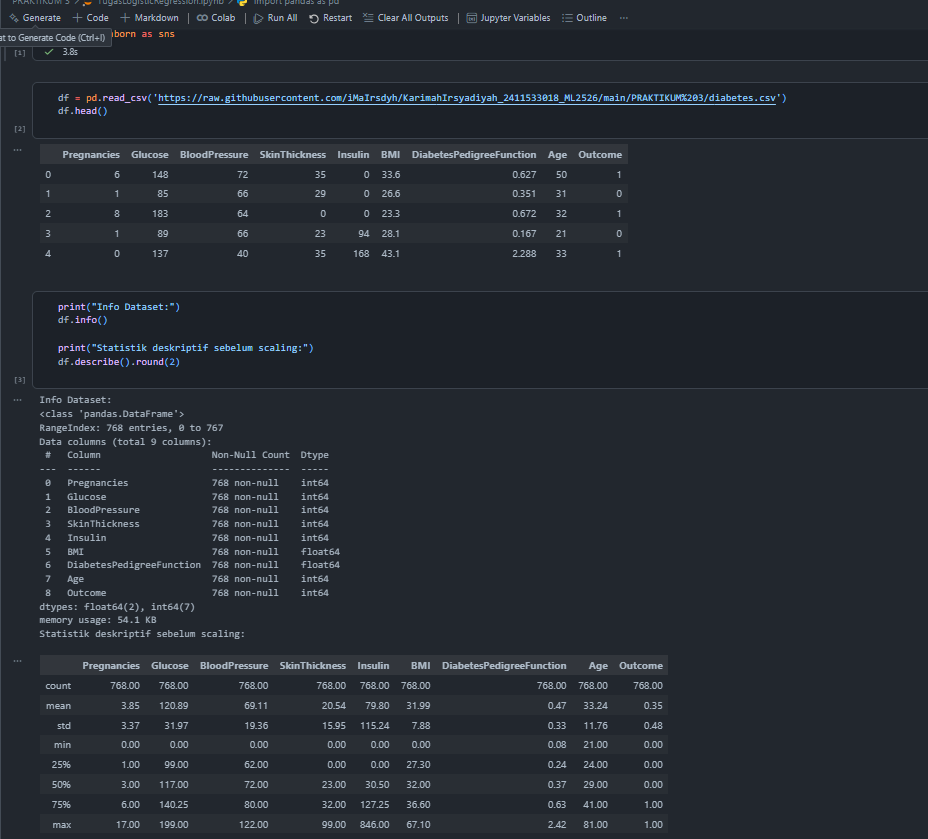 PRAKTIKUM 3 > TugasLogisticRegression.ipynb > import pandas as pd
Generate + Code + Markdown | Colab | Run All Restart Clear All Outputs | Jupyter Variables Outline ...
at to Generate Code (Ctrl+I)
born as sns
[1] ✓ 3.8s
df = pd.read_csv('https://raw.githubusercontent.com/iMaIrsdyh/KarimahIrsyadiyah_2411533018_ML2526/main/PRAKTIKUM%203/diabetes.csv')
df.head()
[2]
...
Pregnancies Glucose BloodPressure SkinThickness Insulin BMI DiabetesPedigreeFunction Age Outcome
0 6 148 72 35 0 33.6 0.627 50 1
1 1 85 66 29 0 26.6 0.351 31 0
2 8 183 64 0 0 23.3 0.672 32 1
3 1 89 66 23 94 28.1 0.167 21 0
4 0 137 40 35 168 43.1 2.288 33 1
print("Info Dataset:")
df.info()
print("Statistik deskriptif sebelum scaling:")
df.describe().round(2)
[3]
...
Info Dataset:
<class 'pandas.DataFrame'>
RangeIndex: 768 entries, 0 to 767
Data columns (total 9 columns):
# Column Non-Null Count Dtype
--- ------ -------------- -----
0 Pregnancies 768 non-null int64
1 Glucose 768 non-null int64
2 BloodPressure 768 non-null int64
3 SkinThickness 768 non-null int64
4 Insulin 768 non-null int64
5 BMI 768 non-null float64
6 DiabetesPedigreeFunction 768 non-null float64
7 Age 768 non-null int64
8 Outcome 768 non-null int64
dtypes: float64(2), int64(7)
memory usage: 54.1 KB
Statistik deskriptif sebelum scaling:
...
Pregnancies Glucose BloodPressure SkinThickness Insulin BMI DiabetesPedigreeFunction Age Outcome
count 768.00 768.00 768.00 768.00 768.00 768.00 768.00 768.00 768.00
mean 3.85 120.89 69.11 20.54 79.80 31.99 0.47 33.24 0.35
std 3.37 31.97 19.36 15.95 115.24 7.88 0.33 11.76 0.48
min 0.00 0.00 0.00 0.00 0.00 0.00 0.08 21.00 0.00
25% 1.00 99.00 62.00 0.00 0.00 27.30 0.24 24.00 0.00
50% 3.00 117.00 72.00 23.00 30.50 32.00 0.37 29.00 0.00
75% 6.00 140.25 80.00 32.00 127.25 36.60 0.63 41.00 1.00
max 17.00 199.00 122.00 99.00 846.00 67.10 2.42 81.00 1.00